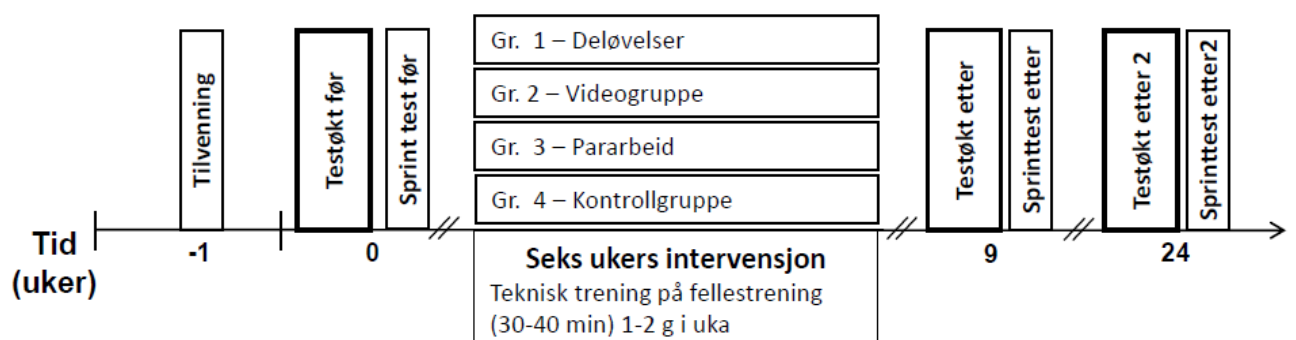 Tilvenning
Testøkt før
Sprint test før
Gr.  1 – Deløvelser
Gr. 2 – Videogruppe
Gr.  3 – Pararbeid
Gr.  4 – Kontrollgruppe
Testøkt etter
Sprinttest etter
Testøkt etter 2
Sprinttest etter2
Tid
(uker)
-1
0
Seks ukers intervensjon
Teknisk trening på fellestrening
(30-40 min) 1-2 g i uka
9
24